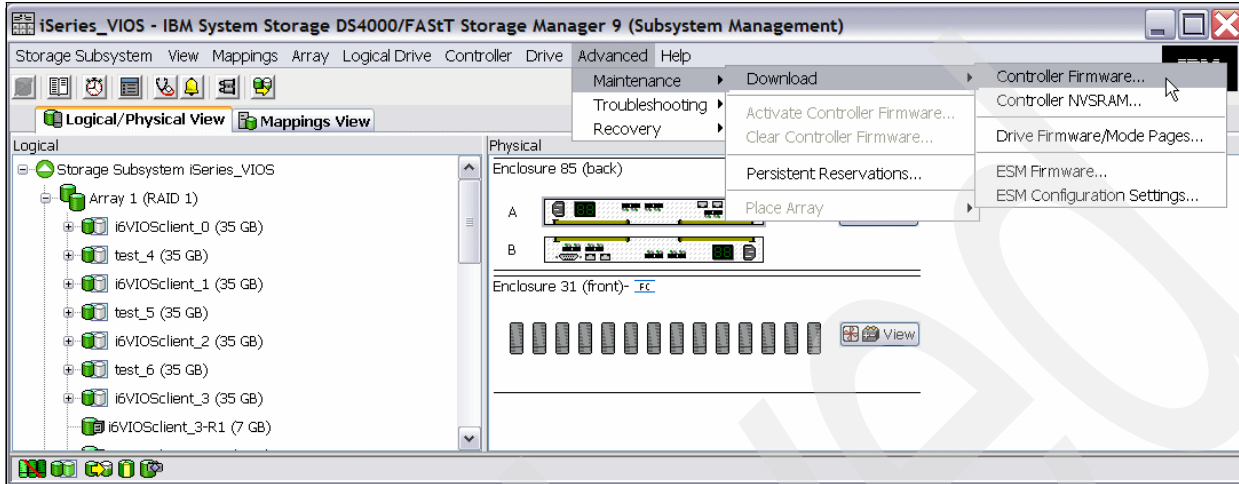 iSeries_VIOS - IBM System Storage DS4000/FAStT Storage Manager 9 (Subsystem Management)
Storage Subsystem View Mappings Array Logical Drive Controller Drive Advanced Help
Maintenance
Troubleshooting
Recovery
Download
Activate Controller Firmware...
Clear Controller Firmware...
Persistent Reservations...
Place Array
Controller Firmware...
Controller NVSRAM...
Drive Firmware/Mode Pages...
ESM Firmware...
ESM Configuration Settings...
Logical/Physical View Mappings View
Logical
Storage Subsystem iSeries_VIOS
Array 1 (RAID 1)
i6VIOSclient_0 (35 GB)
test_4 (35 GB)
i6VIOSclient_1 (35 GB)
test_5 (35 GB)
i6VIOSclient_2 (35 GB)
test_6 (35 GB)
i6VIOSclient_3 (35 GB)
i6VIOSclient_3-R1 (7 GB)
Physical
Enclosure 85 (back)
A
B
Enclosure 31 (front)- FC
View